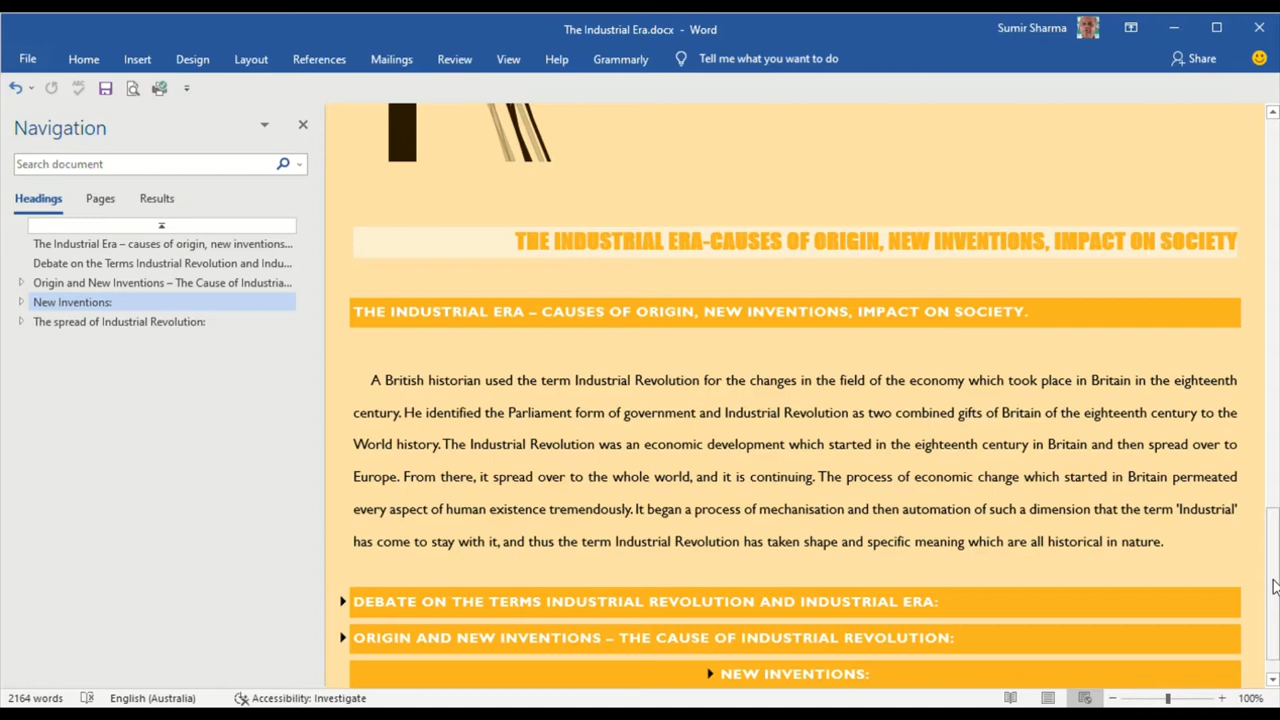 The Industrial Era.docx - Word
Sumir Sharma
File Home Insert Design Layout References Mailings Review View Help Grammarly Tell me what you want to do Share
Navigation
Search document
Headings Pages Results
The Industrial Era – causes of origin, new inventions...
Debate on the Terms Industrial Revolution and Indu...
Origin and New Inventions – The Cause of Industria...
New Inventions:
The spread of Industrial Revolution:
THE INDUSTRIAL ERA-CAUSES OF ORIGIN, NEW INVENTIONS, IMPACT ON SOCIETY
THE INDUSTRIAL ERA – CAUSES OF ORIGIN, NEW INVENTIONS, IMPACT ON SOCIETY.
A British historian used the term Industrial Revolution for the changes in the field of the economy which took place in Britain in the eighteenth
century. He identified the Parliament form of government and Industrial Revolution as two combined gifts of Britain of the eighteenth century to the
World history. The Industrial Revolution was an economic development which started in the eighteenth century in Britain and then spread over to
Europe. From there, it spread over to the whole world, and it is continuing. The process of economic change which started in Britain permeated
every aspect of human existence tremendously. It began a process of mechanisation and then automation of such a dimension that the term 'Industrial'
has come to stay with it, and thus the term Industrial Revolution has taken shape and specific meaning which are all historical in nature.
DEBATE ON THE TERMS INDUSTRIAL REVOLUTION AND INDUSTRIAL ERA:
ORIGIN AND NEW INVENTIONS – THE CAUSE OF INDUSTRIAL REVOLUTION:
NEW INVENTIONS:
2164 words English (Australia) Accessibility: Investigate 100%